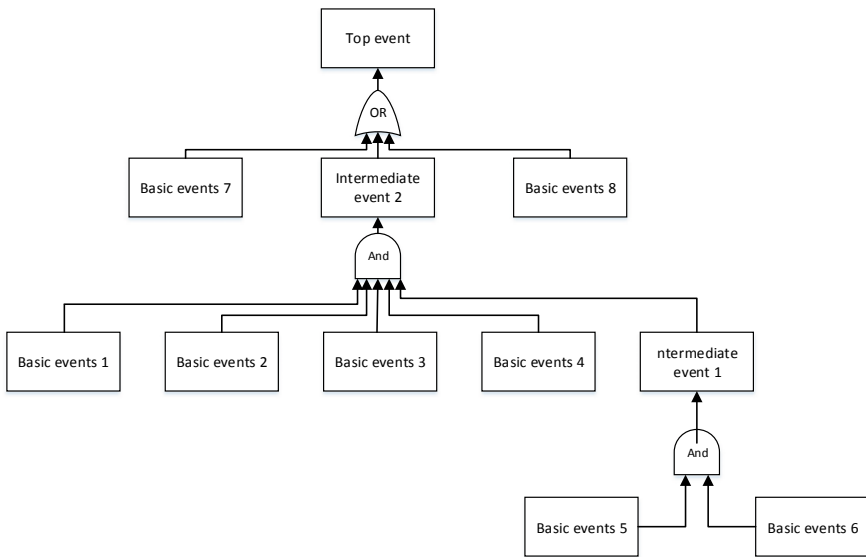 Top event
OR
Basic events 7
Intermediate
event 2
Basic events 8
And
Basic events 1
Basic events 2
Basic events 3
Basic events 4
ntermediate
event 1
And
Basic events 5
Basic events 6